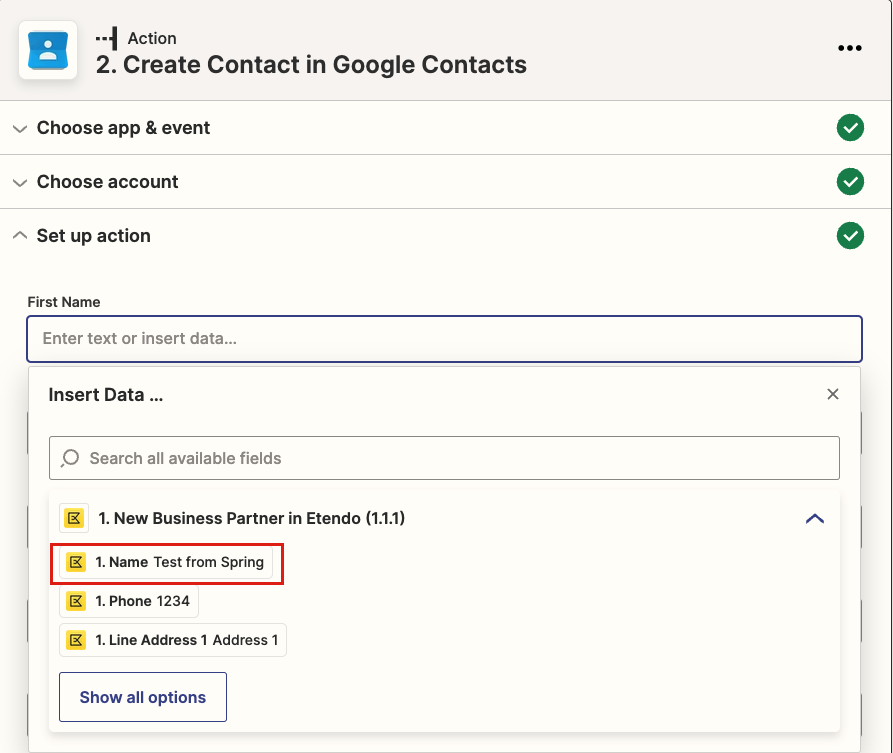 Action
2. Create Contact in Google Contacts
Choose app & event
Choose account
Set up action
First Name
Enter text or insert data...
Insert Data ...
Search all available fields
1. New Business Partner in Etendo (1.1.1)
1. Name Test from Spring
1. Phone 1234
1. Line Address 1 Address 1
Show all options